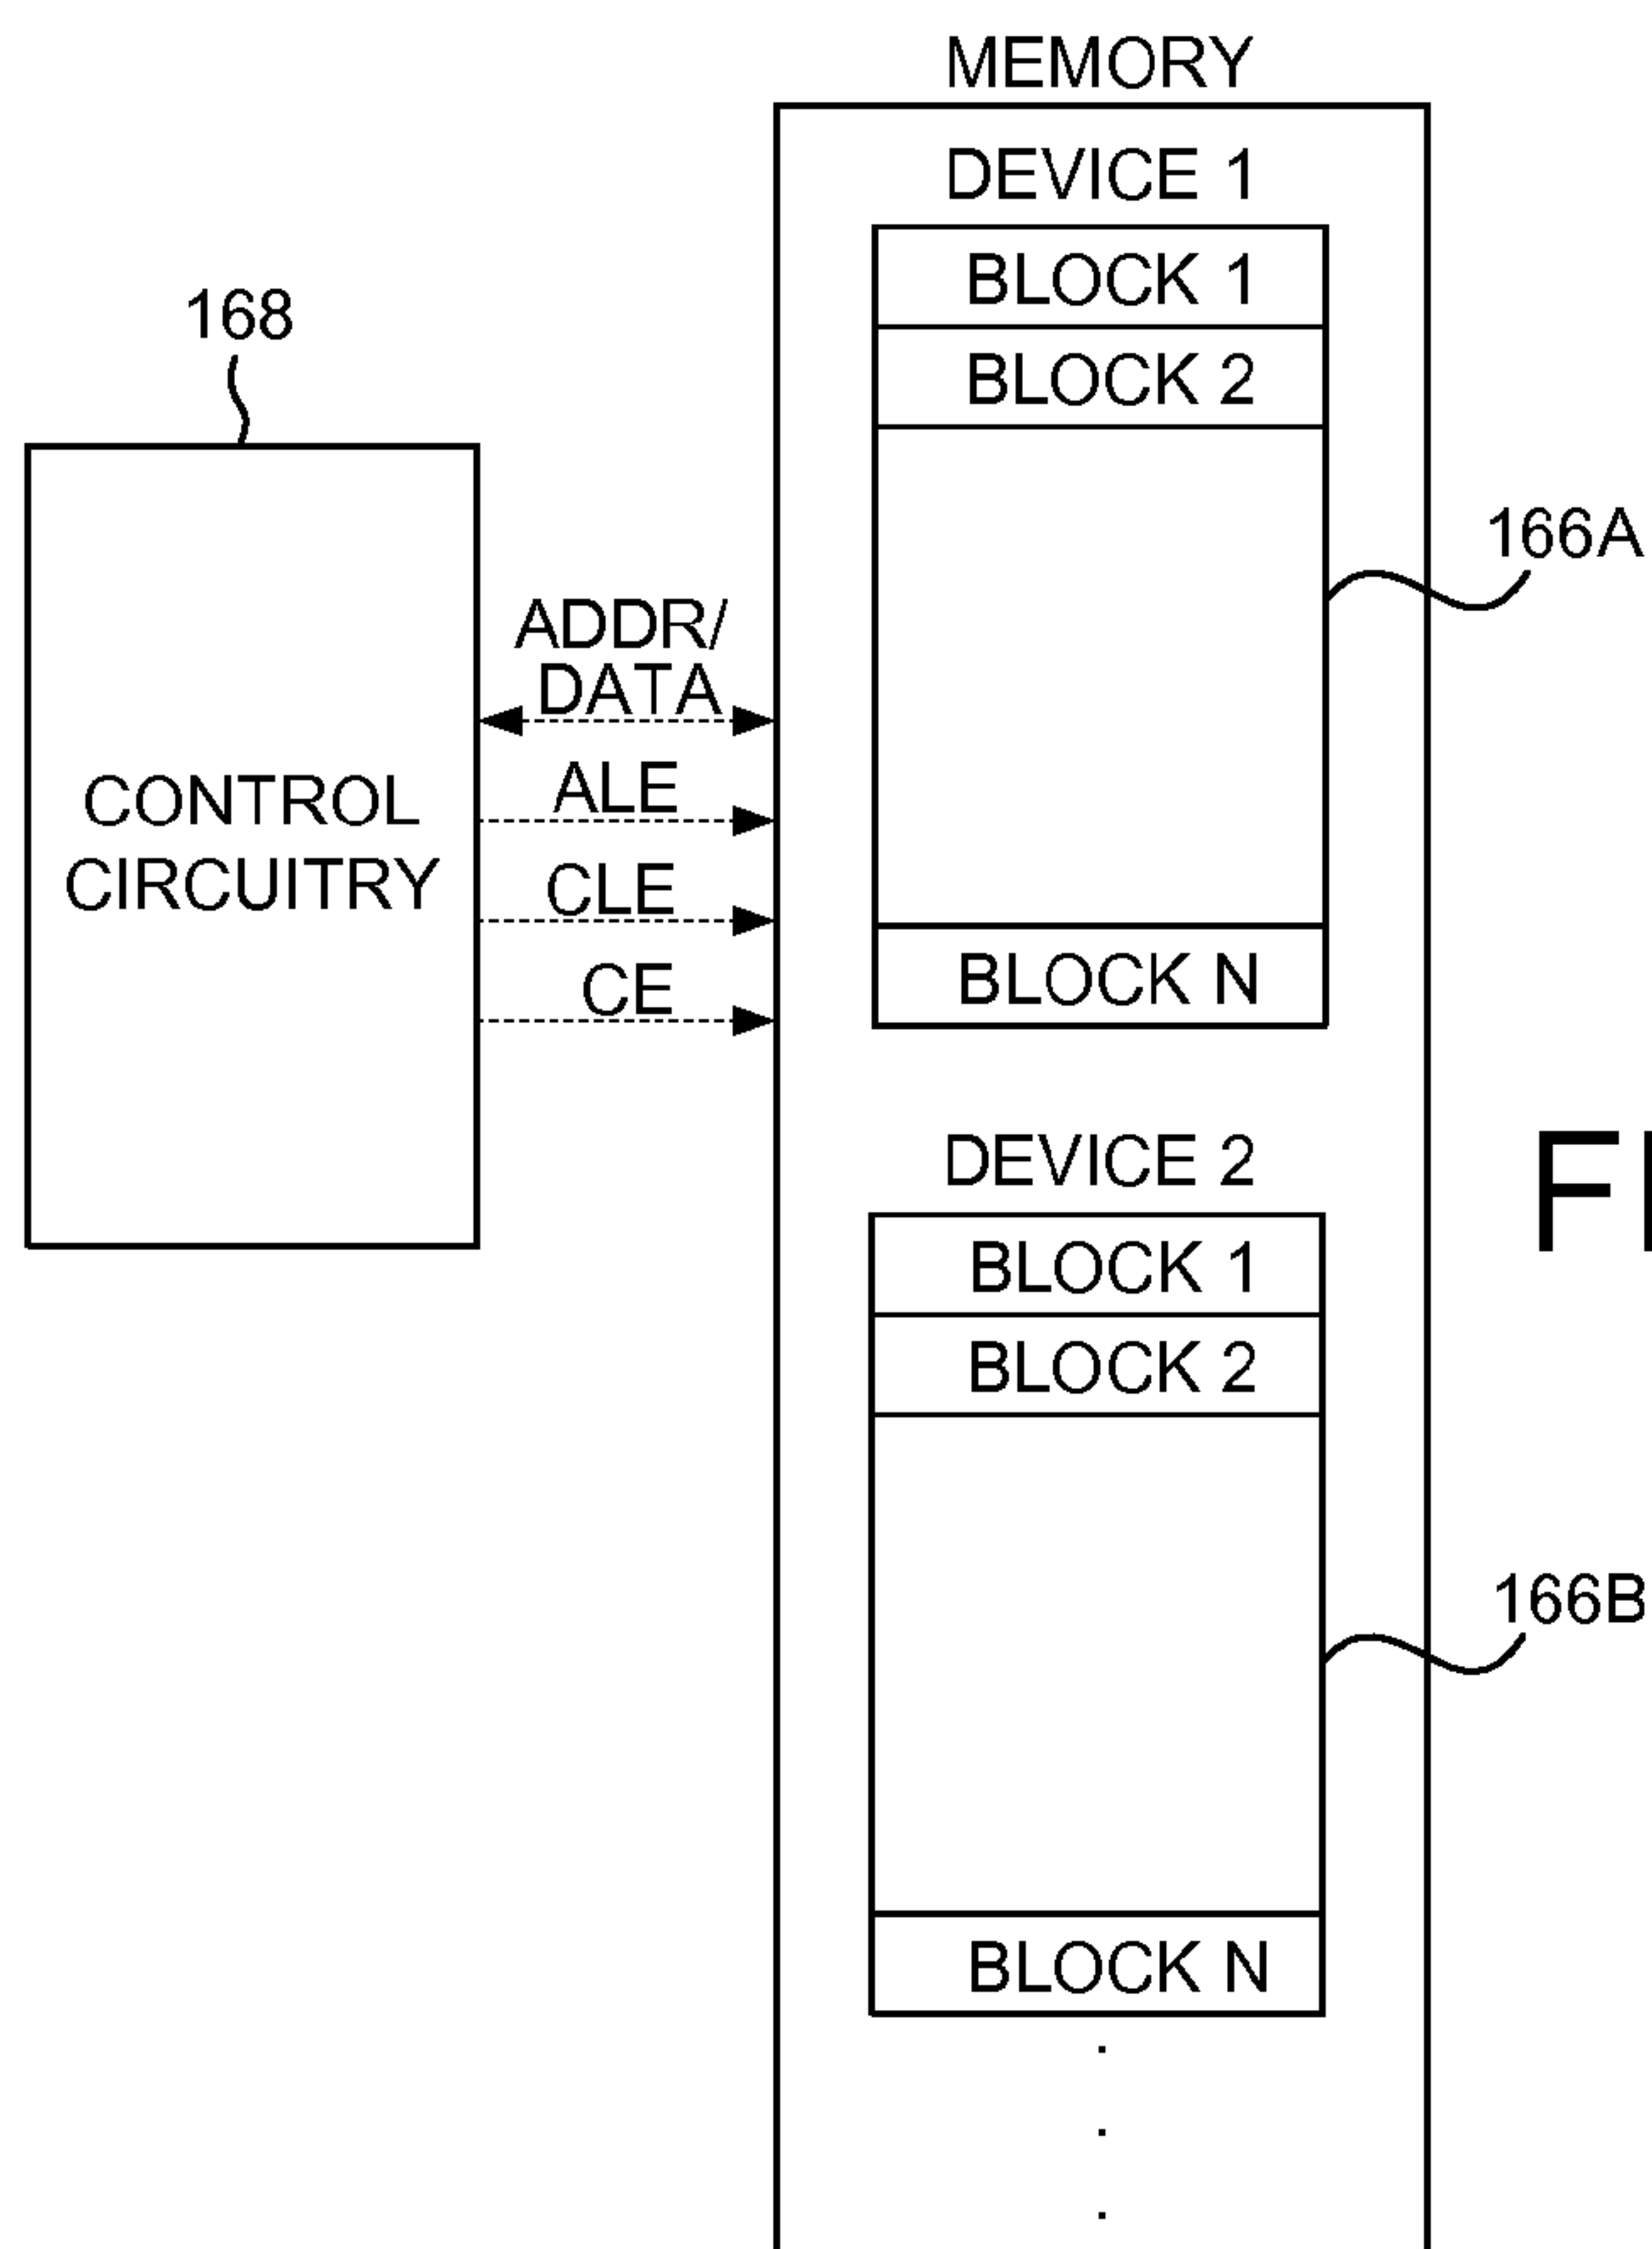 MEMORY
DEVICE 1
BLOCK 1
BLOCK 2
168
166A
ADDR/
DATA
ALE
CONTROL
CIRCUITRY
CLE
CE
BLOCK N
DEVICE 2
BLOCK 1
BLOCK 2
166B
BLOCK N